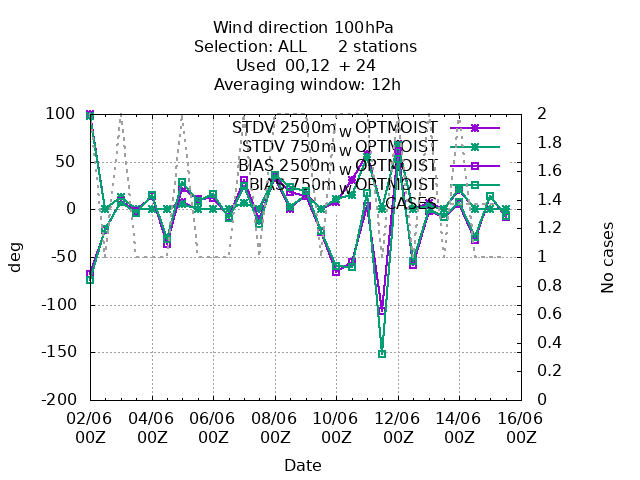 Wind direction 100hPa
Selection: ALL 2 stations
Used 00,12 + 24
Averaging window: 12h
STDV 2500m_W OPTMOIST
STDV 750m_W OPTMOIST
BIAS 2500m_W OPTMOIST
BIAS 750m_W OPTMOIST
CASES
100
50
0
-50
-100
-150
-200
deg
2
1.8
1.6
1.4
1.2
1
0.8
0.6
0.4
0.2
0
No cases
02/06 04/06 06/06 08/06 10/06 12/06 14/06 16/06
00Z 00Z 00Z 00Z 00Z 00Z 00Z 00Z
Date